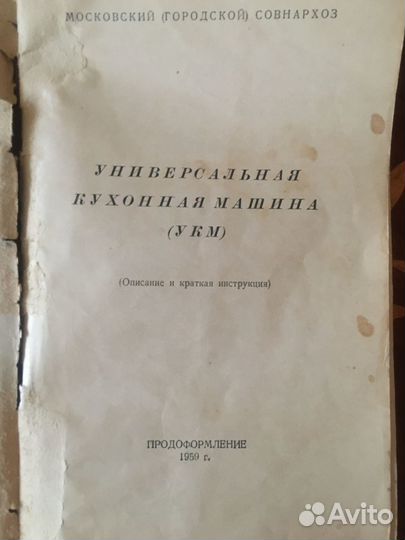 МОСКОВСКИЙ (ГОРОДСКОЙ) СОВНАРХОЗ
УНИВЕРСАЛЬНАЯ
КУХОННАЯ МАШИНА
(УКМ)
(Описание и краткая инструкция)
ПРОДОФОРМЛЕНИЕ
1959 г.
Avito